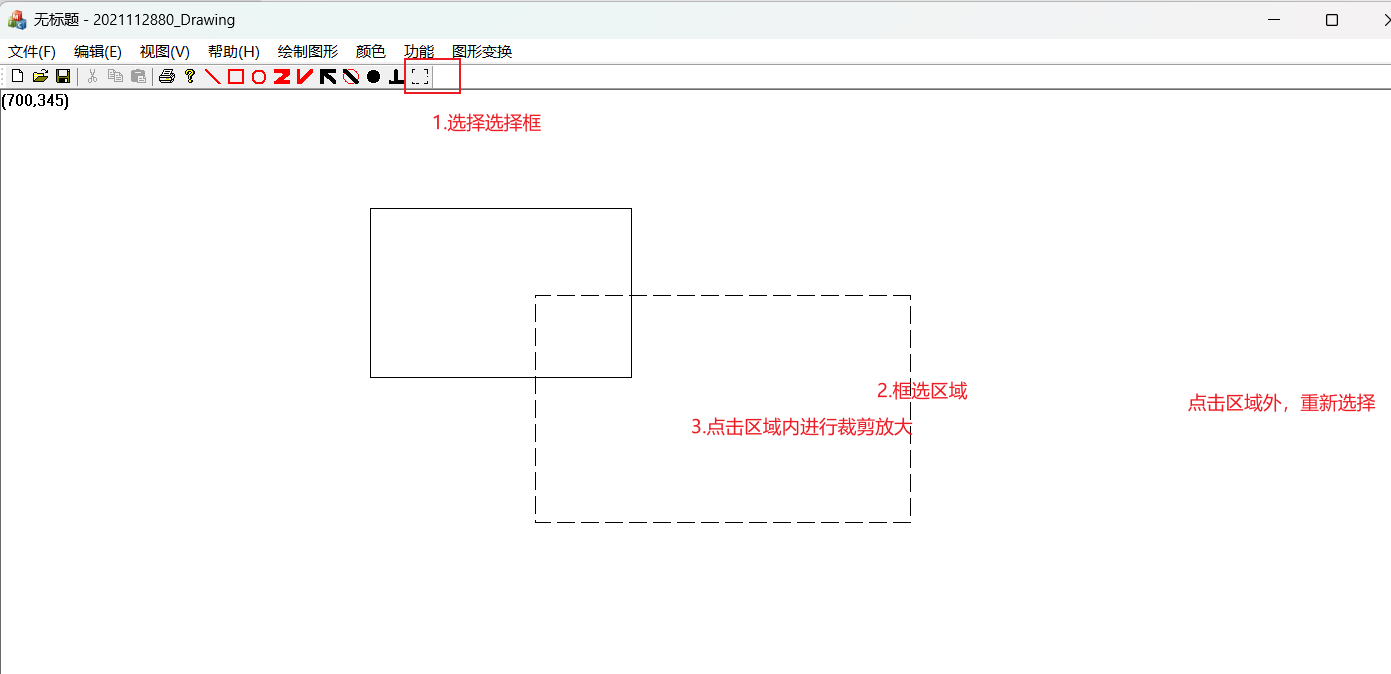 无标题 - 2021112880_Drawing
文件(F) 编辑(E) 视图(V) 帮助(H) 绘制图形 颜色 功能 图形变换
(700,345)
1.选择选择框
2.框选区域
点击区域外，重新选择
3.点击区域内进行裁剪放大